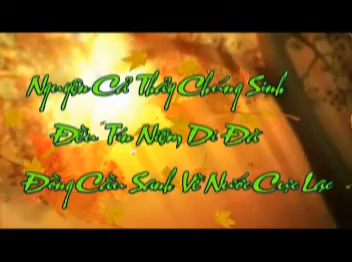 Nguyện Cả Thảy Chúng Sinh
Đều Tín Niệm Di Đà
Đồng Cầu Sanh Về Nước Cực Lạc